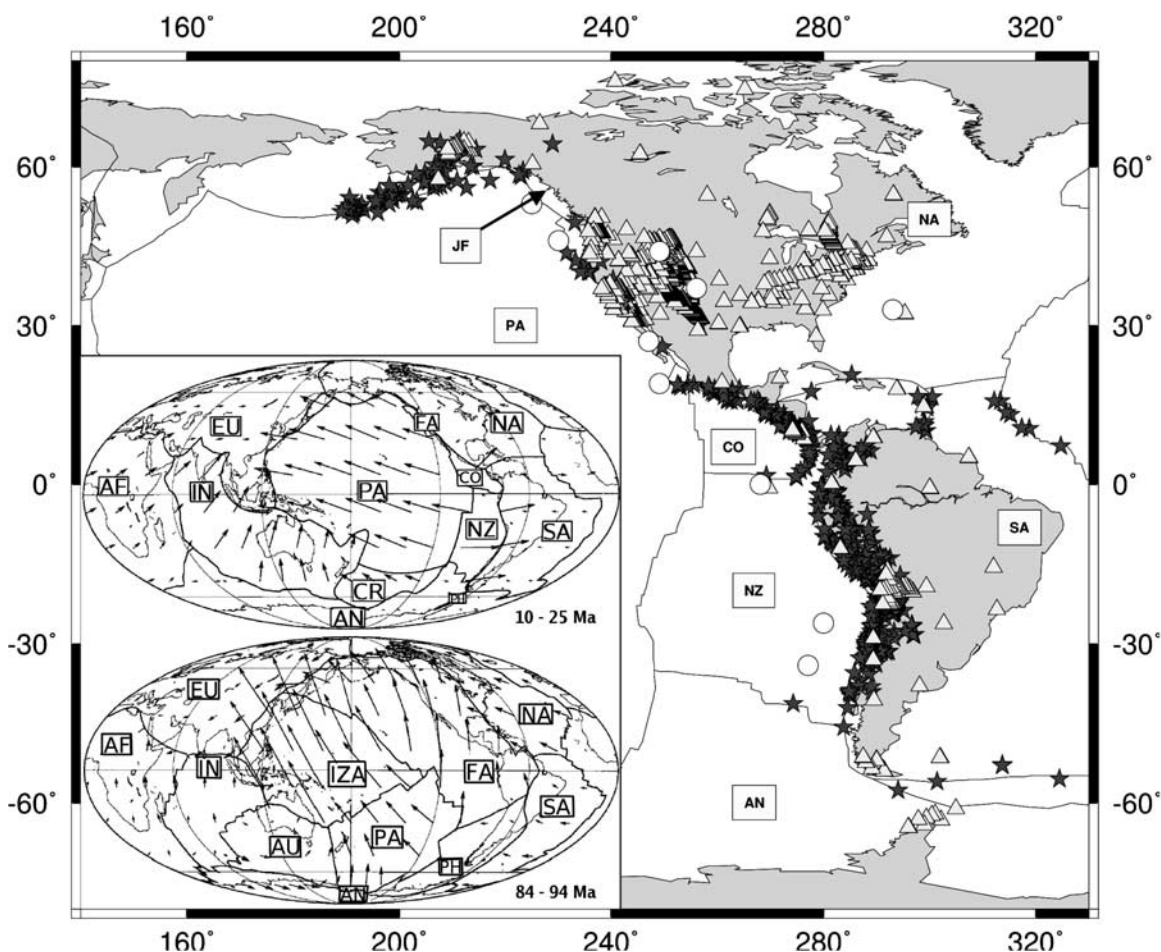 160° 200° 240° 280° 320°
60° 60°
NA
JF
PA
30° 30°
CO
0° 0°
SA
NZ
-30° -30°
AN
-60° -60°
EU FA NA
AF IN PA CO
NZ SA
CR
AN
10 - 25 Ma
EU
NA
AF
IN IZA FA
SA
AU PA
PH
AN
84 - 94 Ma
160° 200° 240° 280° 320°